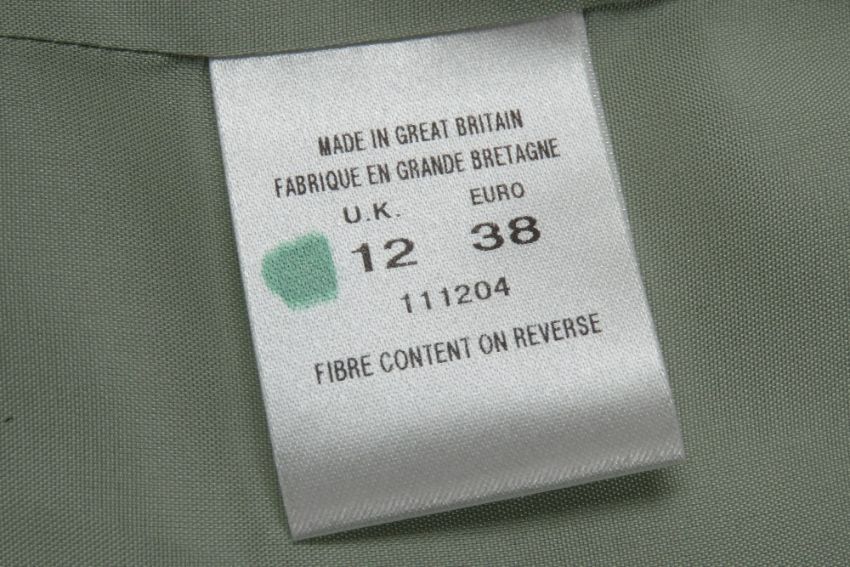 MADE IN GREAT BRITAIN
FABRIQUE EN GRANDE BRETAGNE
U.K. EURO
12 38
111204
FIBRE CONTENT ON REVERSE